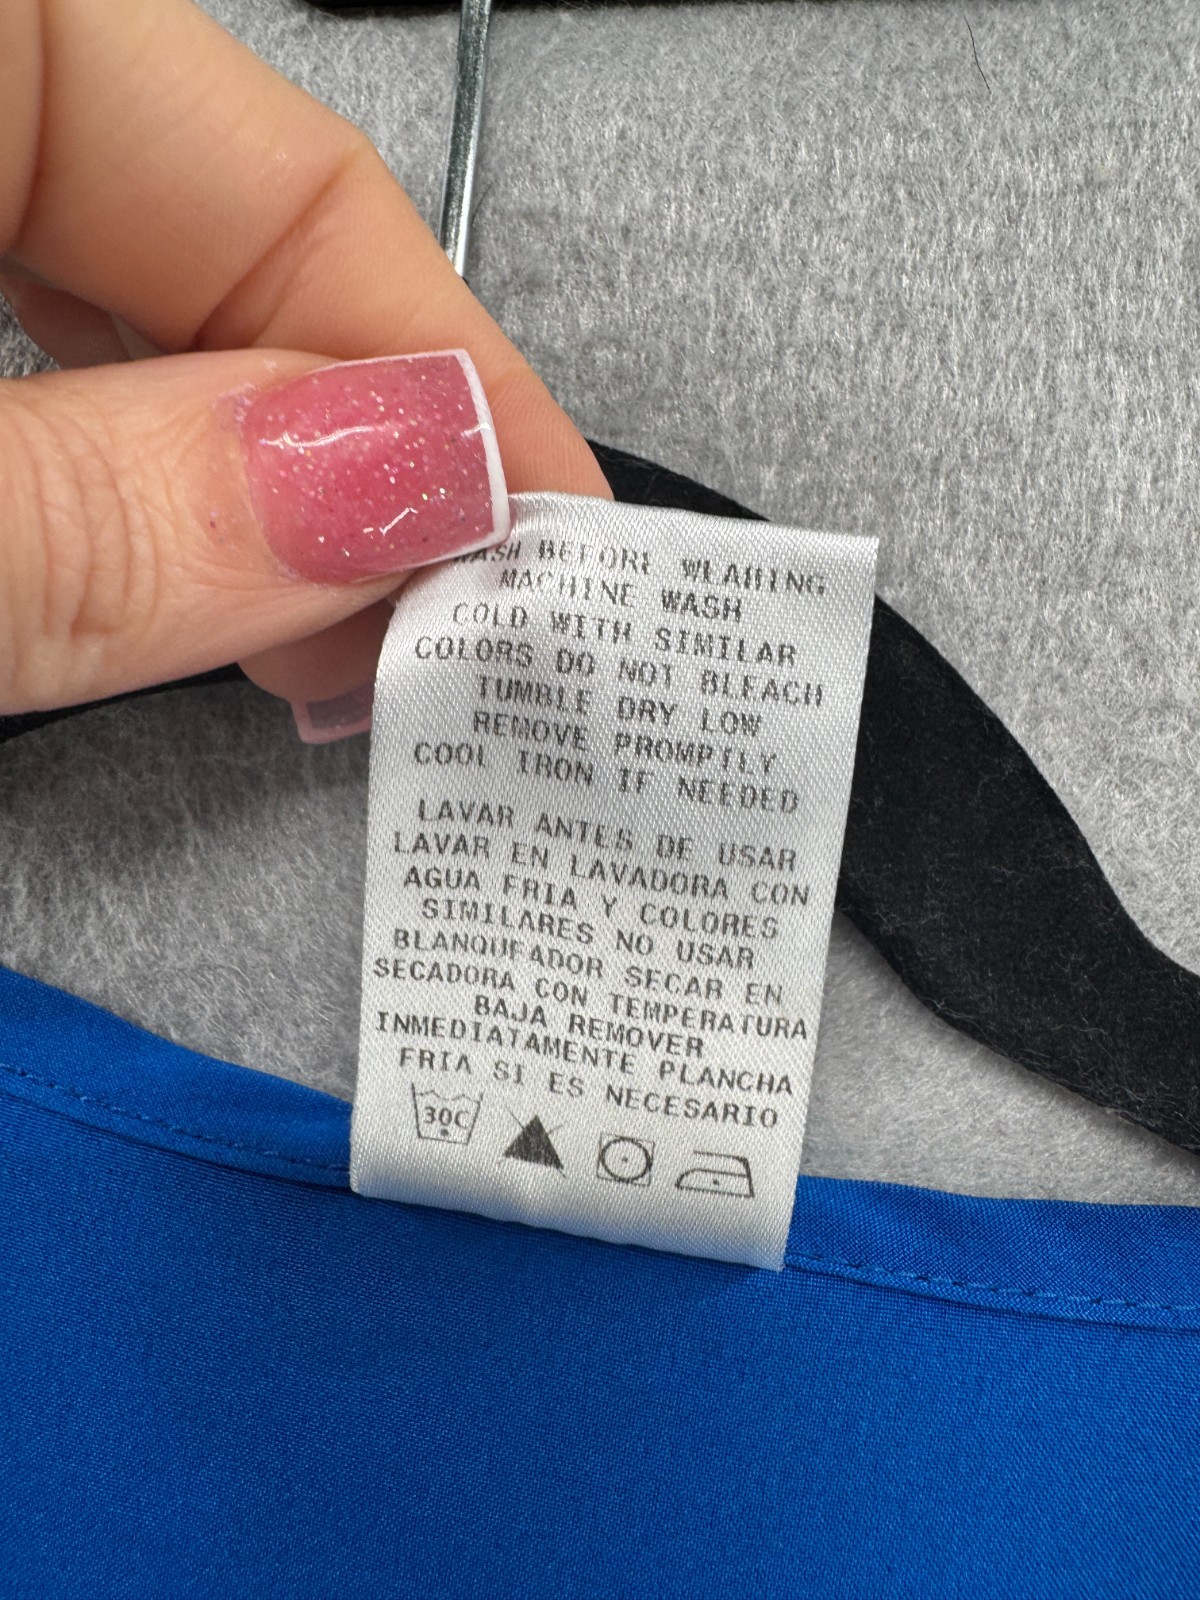 WASH BEFORE WEARING
MACHINE WASH
COLD WITH SIMILAR
COLORS DO NOT BLEACH
TUMBLE DRY LOW
REMOVE PROMPTLY
COOL IRON IF NEEDED
LAVAR ANTES DE USAR
LAVAR EN LAVADORA CON
AGUA FRIA Y COLORES
SIMILARES NO USAR
BLANQUEADOR SECAR EN
SECADORA CON TEMPERATURA
BAJA REMOVER
INMEDIATAMENTE PLANCHA
FRIA SI ES NECESARIO
30C